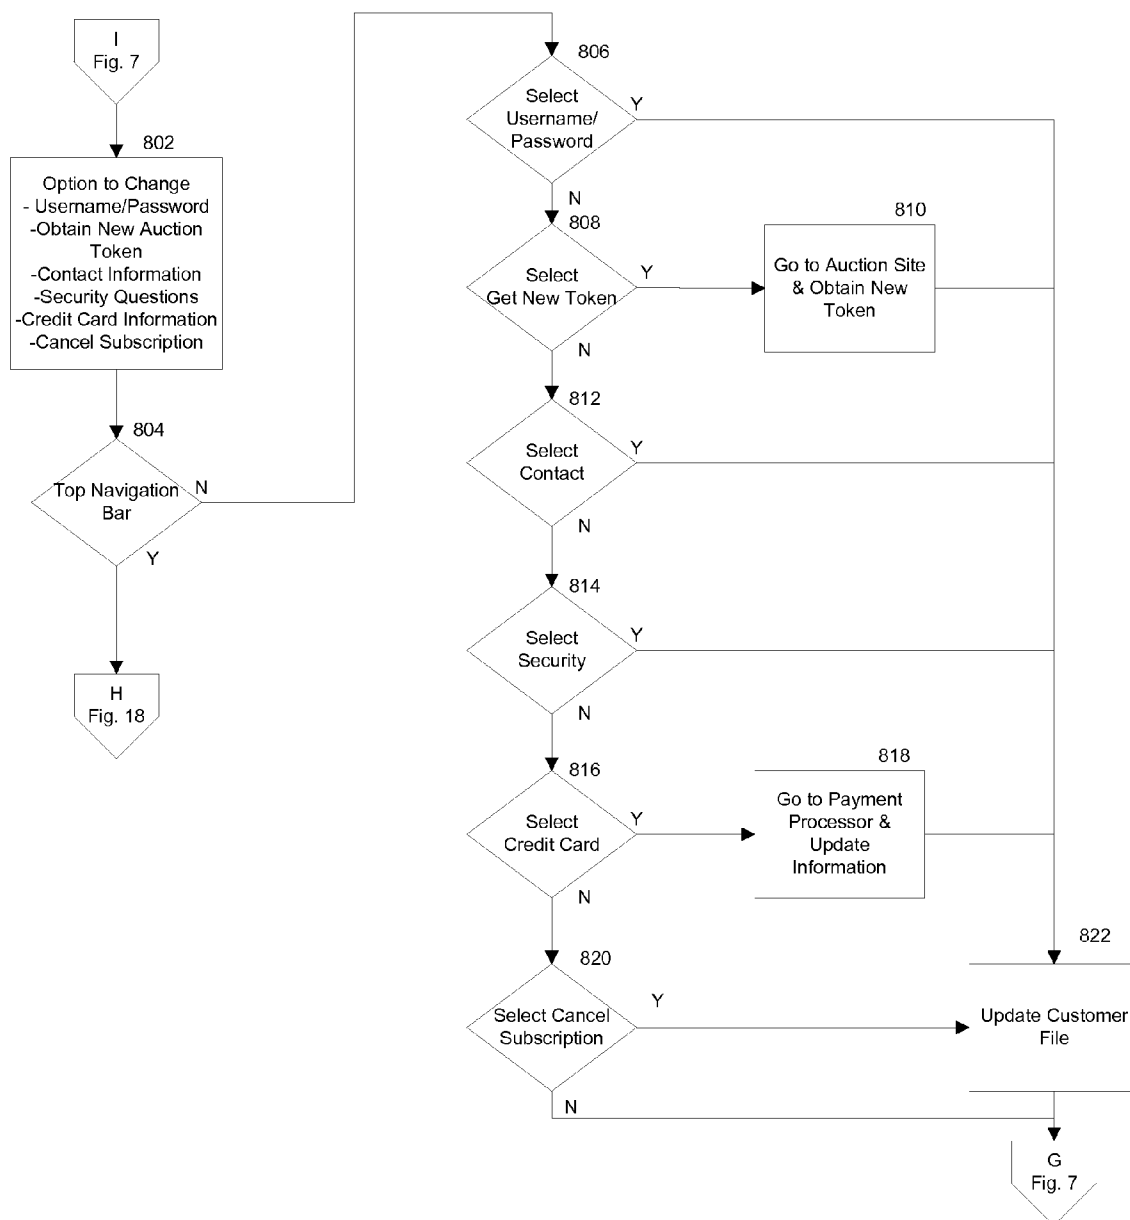 I
Fig. 7
802
Option to Change
- Username/Password
-Obtain New Auction
Token
-Contact Information
-Security Questions
-Credit Card Information
-Cancel Subscription
804
Top Navigation
Bar
N
Y
H
Fig. 18
806
Select
Username/
Password
Y
N
808
Select
Get New Token
Y
N
810
Go to Auction Site
& Obtain New
Token
812
Select
Contact
Y
N
814
Select
Security
Y
N
816
Select
Credit Card
Y
N
818
Go to Payment
Processor &
Update
Information
820
Select Cancel
Subscription
Y
N
822
Update Customer
File
G
Fig. 7